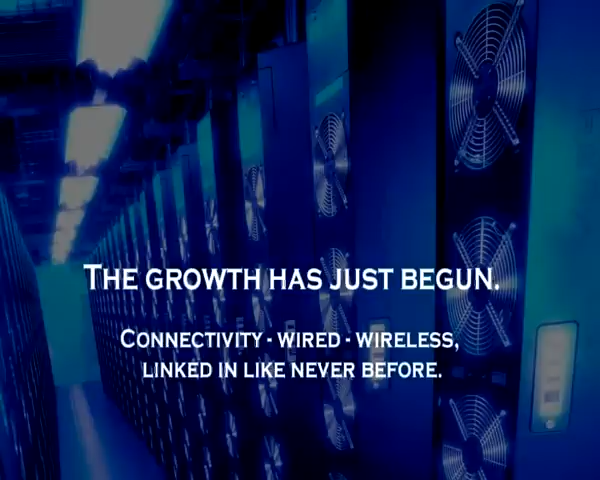 The growth has just begun.
Connectivity - wired - wireless,
linked in like never before.